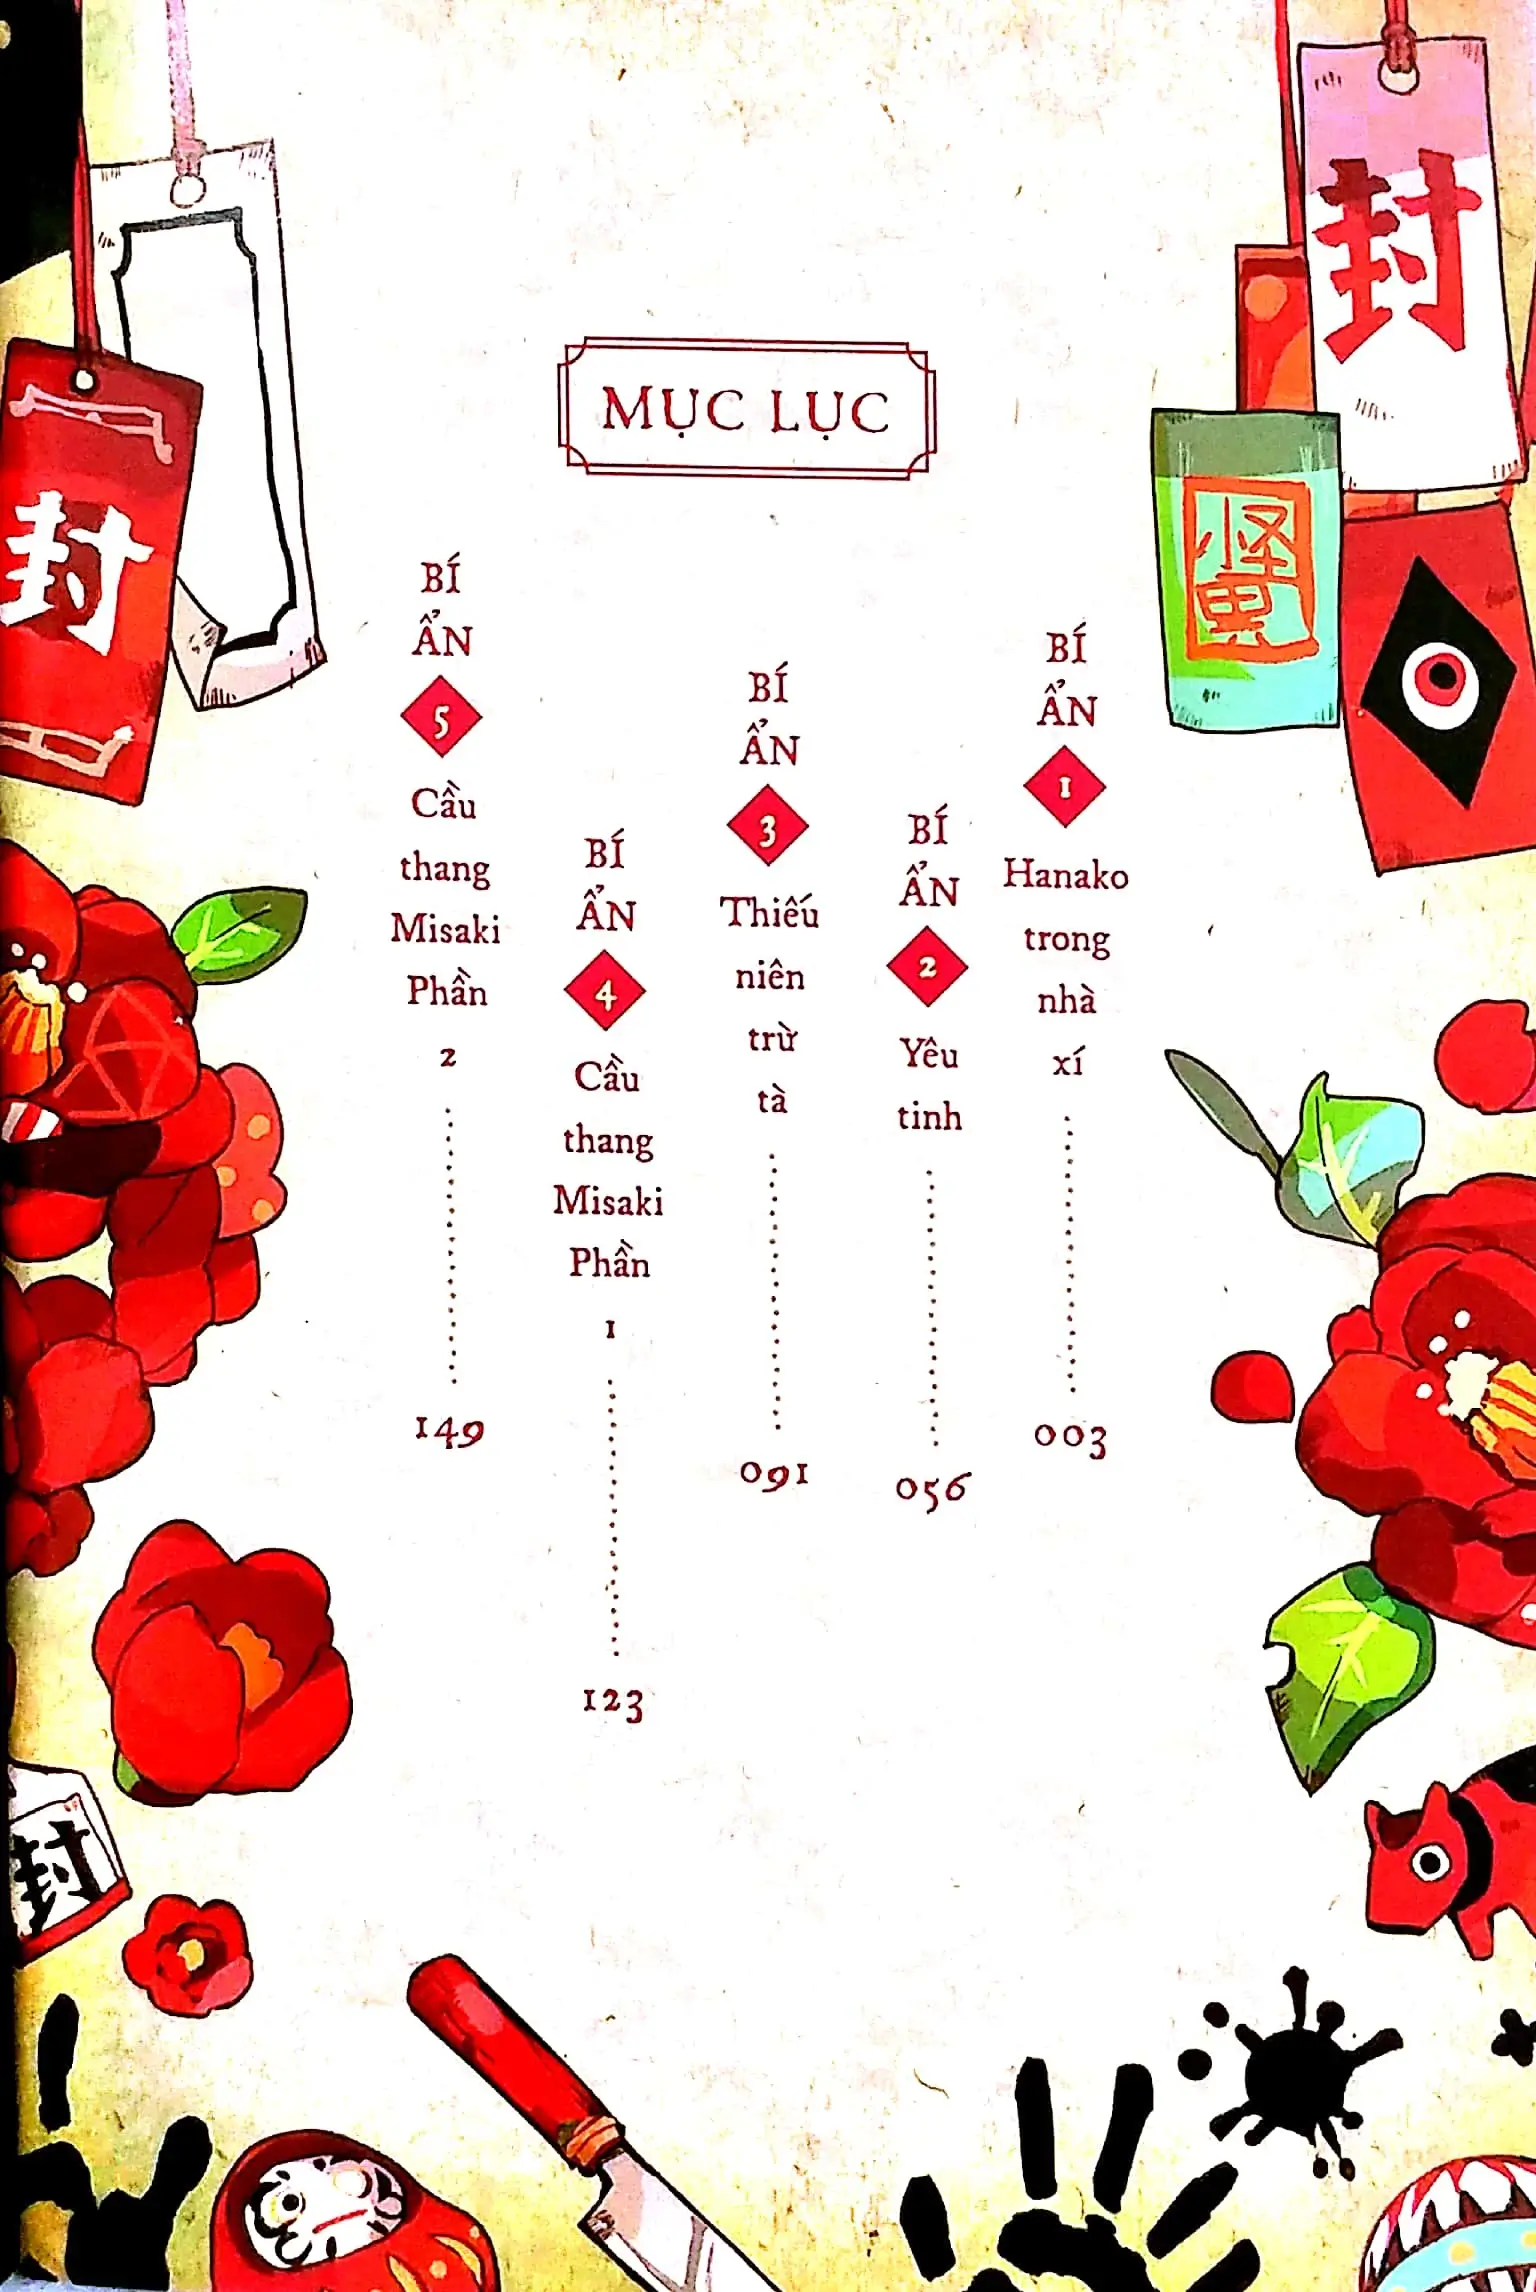 封
封
怪
異
MỤC LỤC
BÍ
ẨN
1
Hanako
trong
nhà
xí
003
BÍ
ẨN
2
Yêu
tinh
056
BÍ
ẨN
3
Thiếu
niên
trừ
tà
091
BÍ
ẨN
4
Cầu
thang
Misaki
Phần
1
123
BÍ
ẨN
5
Cầu
thang
Misaki
Phần
2
149
封